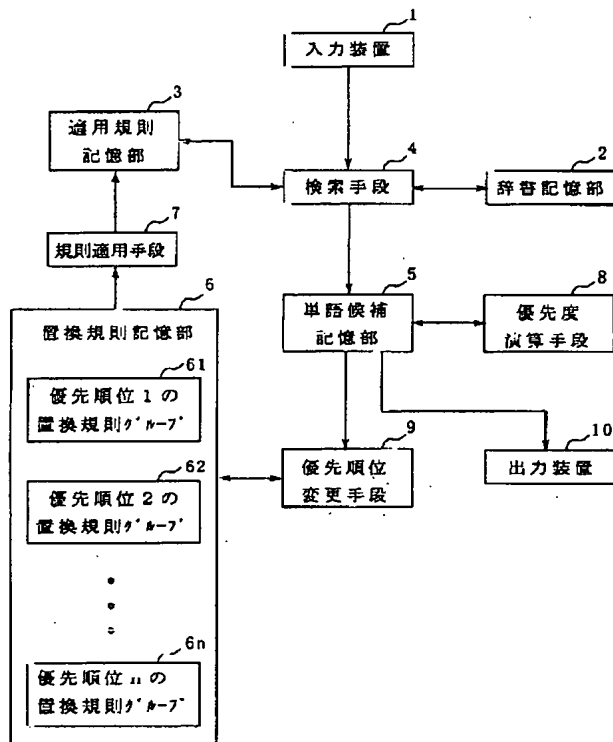 1
入力装置
3
適用規則
記憶部
4
検索手段
2
辞書記憶部
7
規則適用手段
5
単語候補
記憶部
8
優先度
演算手段
6
置換規則記憶部
61
優先順位1の
置換規則グループ
62
優先順位2の
置換規則グループ
9
優先順位
変更手段
10
出力装置
6n
優先順位nの
置換規則グループ